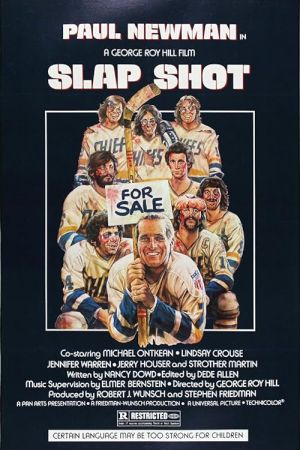 PAUL NEWMAN IN
A GEORGE ROY HILL FILM
SLAP SHOT
CHIEFS
CHIEFS
FOR
SALE
Co-starring MICHAEL ONTKEAN • LINDSAY CROUSE
JENNIFER WARREN • JERRY HOUSER and STROTHER MARTIN
Written by NANCY DOWD • Edited by DEDE ALLEN
Music Supervision by ELMER BERNSTEIN • Directed by GEORGE ROY HILL
Produced by ROBERT J. WUNSCH and STEPHEN FRIEDMAN
A PAN ARTS PRESENTATION • A FRIEDMAN-WUNSCH PRODUCTION • A UNIVERSAL PICTURE • TECHNICOLOR®
R RESTRICTED
CERTAIN LANGUAGE MAY BE TOO STRONG FOR CHILDREN